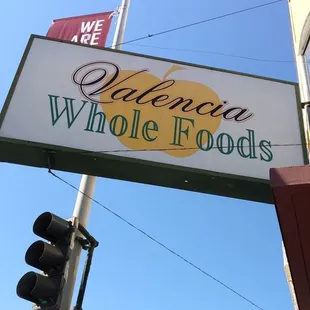 WE
ARE
Valencia
Whole Foods